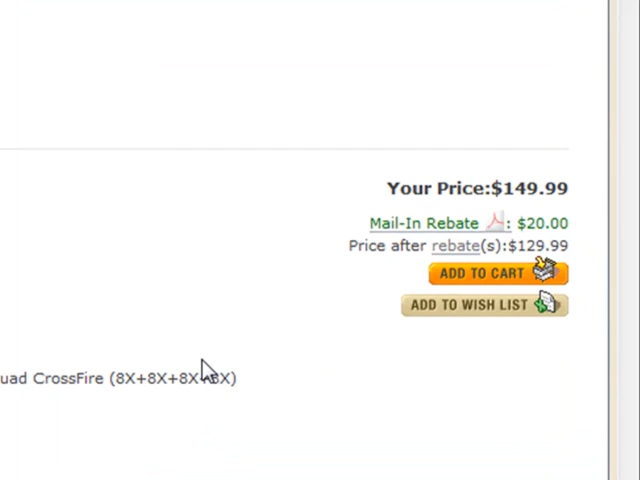 Your Price:$149.99
Mail-In Rebate : $20.00
Price after rebate(s):$129.99
ADD TO CART
ADD TO WISH LIST
uad CrossFire (8X+8X+8X+8X)